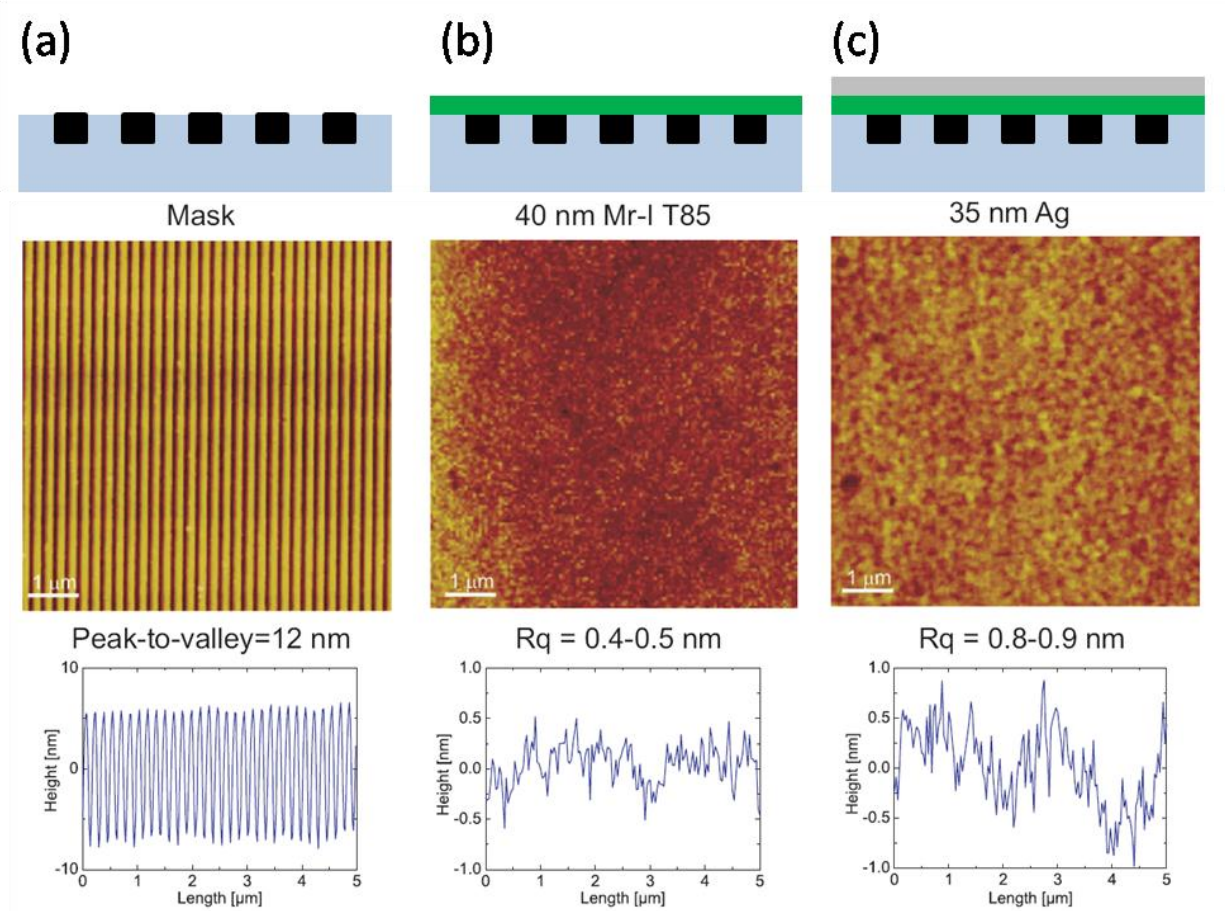 (a)
(b)
(c)
Mask
40 nm Mr-I T85
35 nm Ag
1 µm
1 µm
1 µm
Peak-to-valley=12 nm
Rq = 0.4-0.5 nm
Rq = 0.8-0.9 nm
10
0
-10
Height [nm]
0 1 2 3 4 5
Length [µm]
1.0
0.5
0.0
-0.5
-1.0
Height [nm]
0 1 2 3 4 5
Length [µm]
1.0
0.5
0.0
-0.5
-1.0
Height [nm]
0 1 2 3 4 5
Length [µm]